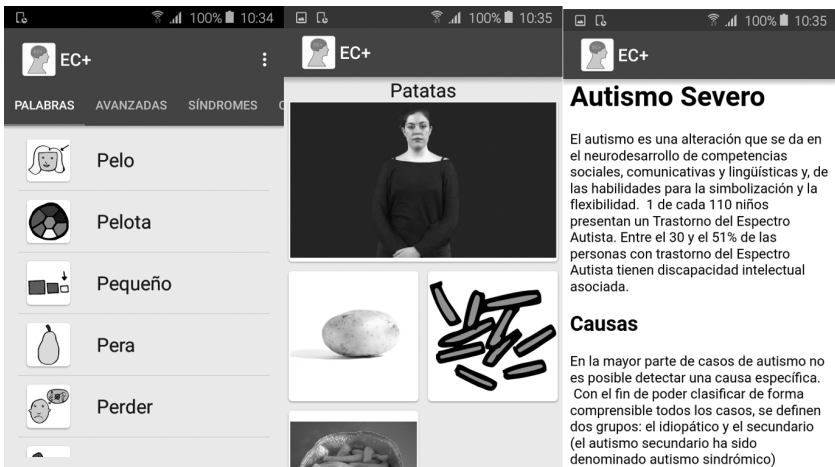 100% 10:34
EC+
PALABRAS AVANZADAS SÍNDROMES
Pelo
Pelota
Pequeño
Pera
Perder
100% 10:35
EC+
Patatas
100% 10:35
EC+
Autismo Severo
El autismo es una alteración que se da en
el neurodesarrollo de competencias
sociales, comunicativas y lingüísticas y, de
las habilidades para la simbolización y la
flexibilidad. 1 de cada 110 niños
presentan un Trastorno del Espectro
Autista. Entre el 30 y el 51% de las
personas con trastorno del Espectro
Autista tienen discapacidad intelectual
asociada.
Causas
En la mayor parte de casos de autismo no
es posible detectar una causa específica.
Con el fin de poder clasificar de forma
comprensible todos los casos, se definen
dos grupos: el idiopático y el secundario
(el autismo secundario ha sido
denominado autismo sindrómico)